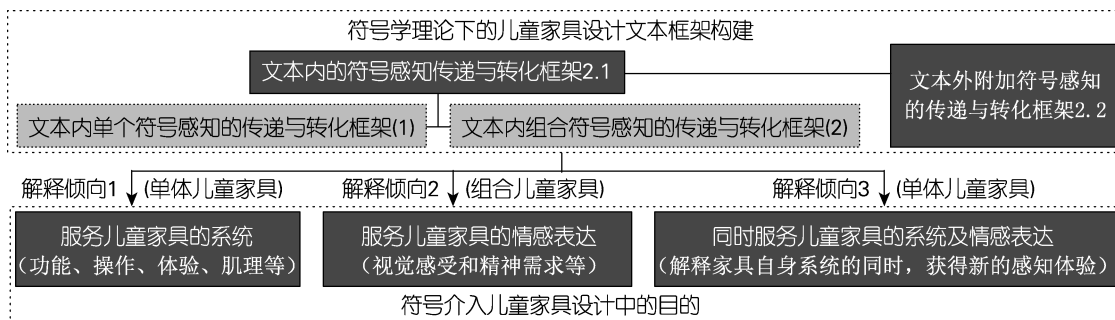 符号学理论下的儿童家具设计文本框架构建
文本内的符号感知传递与转化框架2.1
文本外附加符号感知
的传递与转化框架2.2
文本内单个符号感知的传递与转化框架(1)
文本内组合符号感知的传递与转化框架(2)
解释倾向1
(单体儿童家具)
解释倾向2
(组合儿童家具)
解释倾向3
(单体儿童家具)
服务儿童家具的系统
(功能、操作、体验、肌理等)
服务儿童家具的情感表达
(视觉感受和精神需求等)
同时服务儿童家具的系统及情感表达
(解释家具自身系统的同时，获得新的感知体验)
符号介入儿童家具设计中的目的